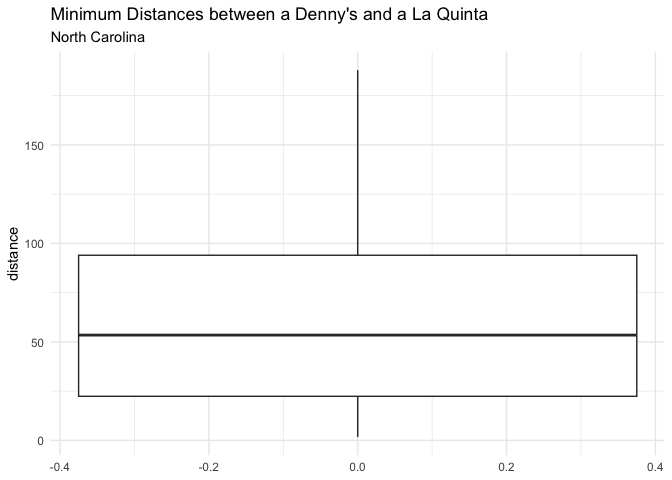 Minimum Distances between a Denny's and a La Quinta
North Carolina
distance
150
100
50
0
-0.4 -0.2 0.0 0.2 0.4